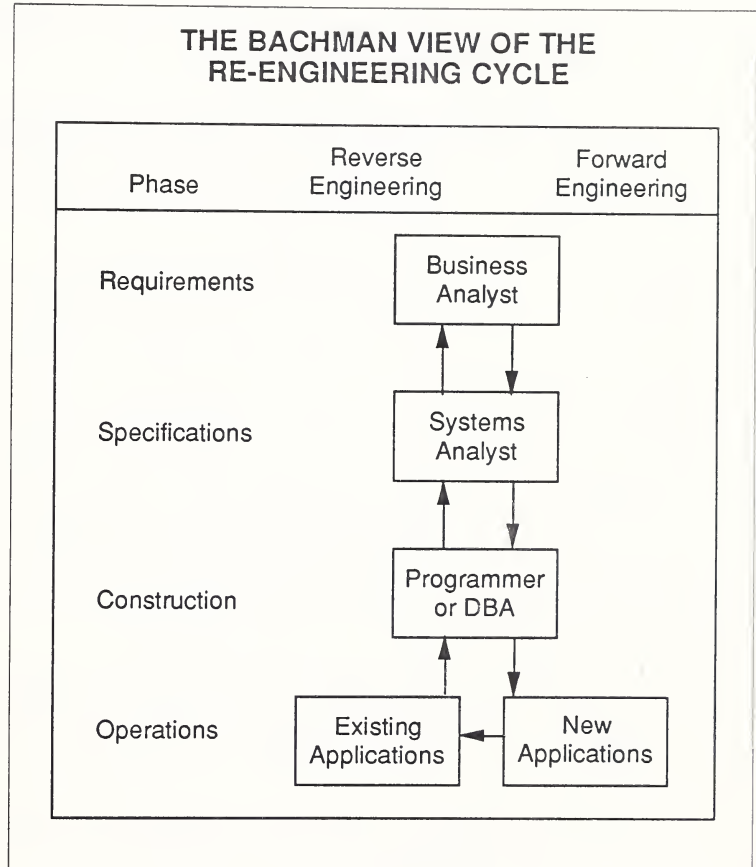 THE BACHMAN VIEW OF THE
RE-ENGINEERING CYCLE
Phase
Reverse
Engineering
Forward
Engineering
Requirements
Business
Analyst
Specifications
Systems
Analyst
Construction
Programmer
or DBA
Operations
Existing
Applications
New
Applications